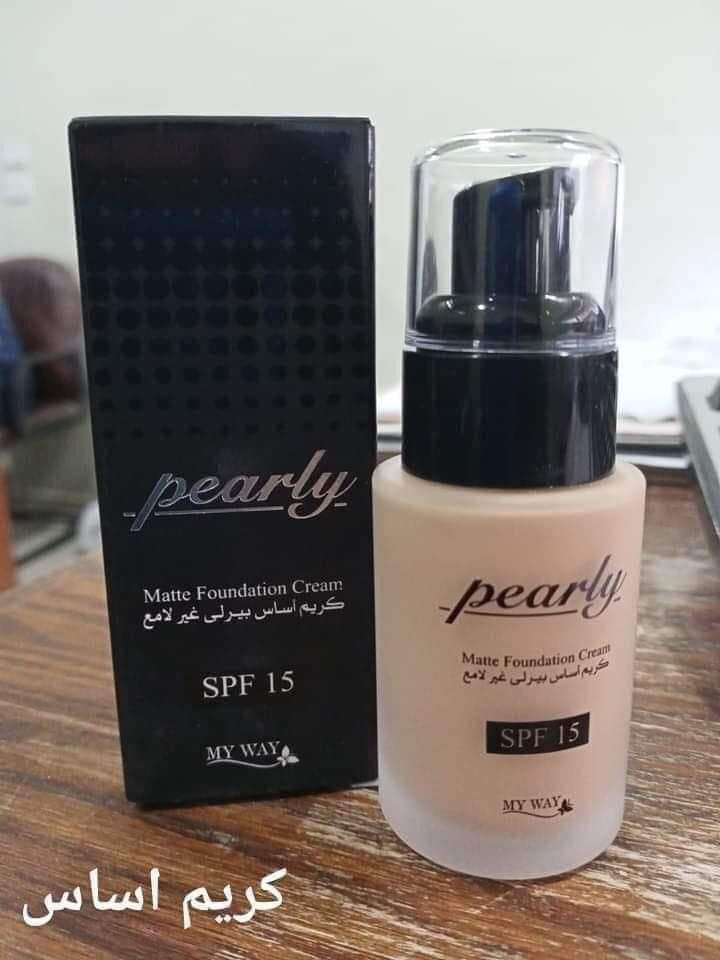 pearly
Matte Foundation Cream
كريم أساس بيرلى غير لامع
SPF 15
MY WAY
pearly
Matte Foundation Cream
كريم أساس بيرلى غير لامع
SPF 15
MY WAY
كريم اساس